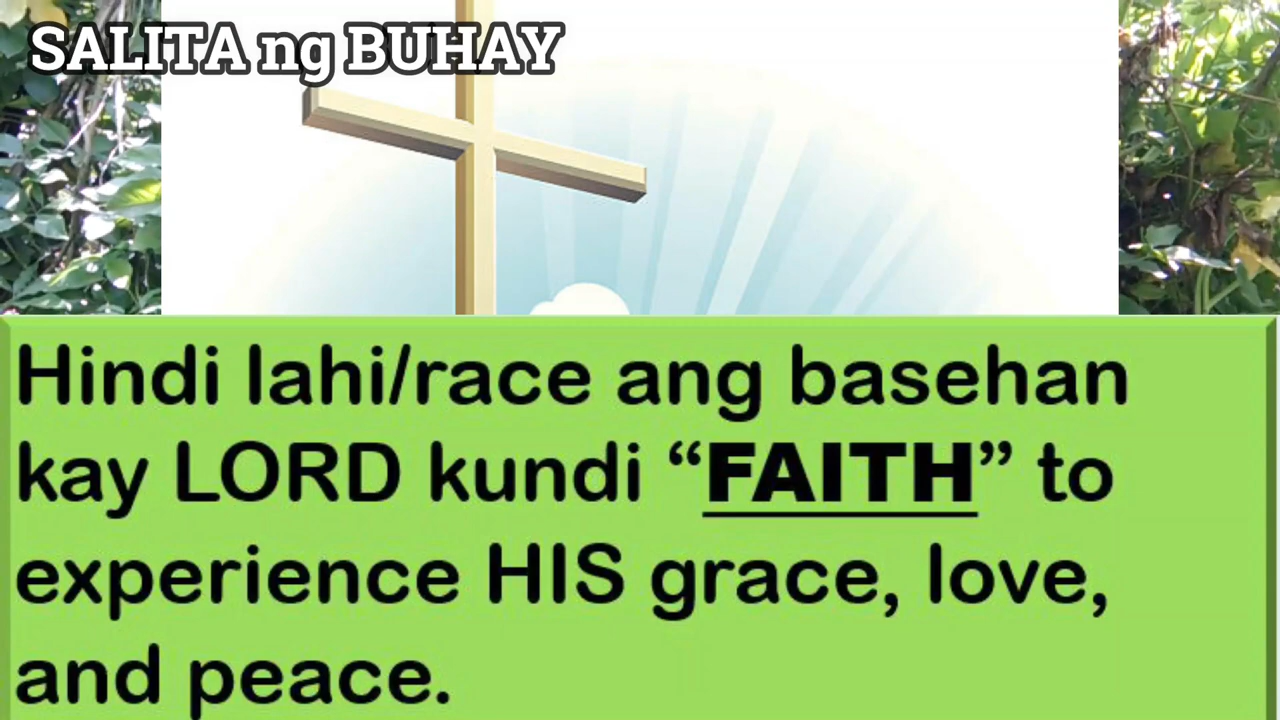 SALITA ng BUHAY
Hindi lahi/race ang basehan
kay LORD kundi “FAITH” to
experience HIS grace, love,
and peace.